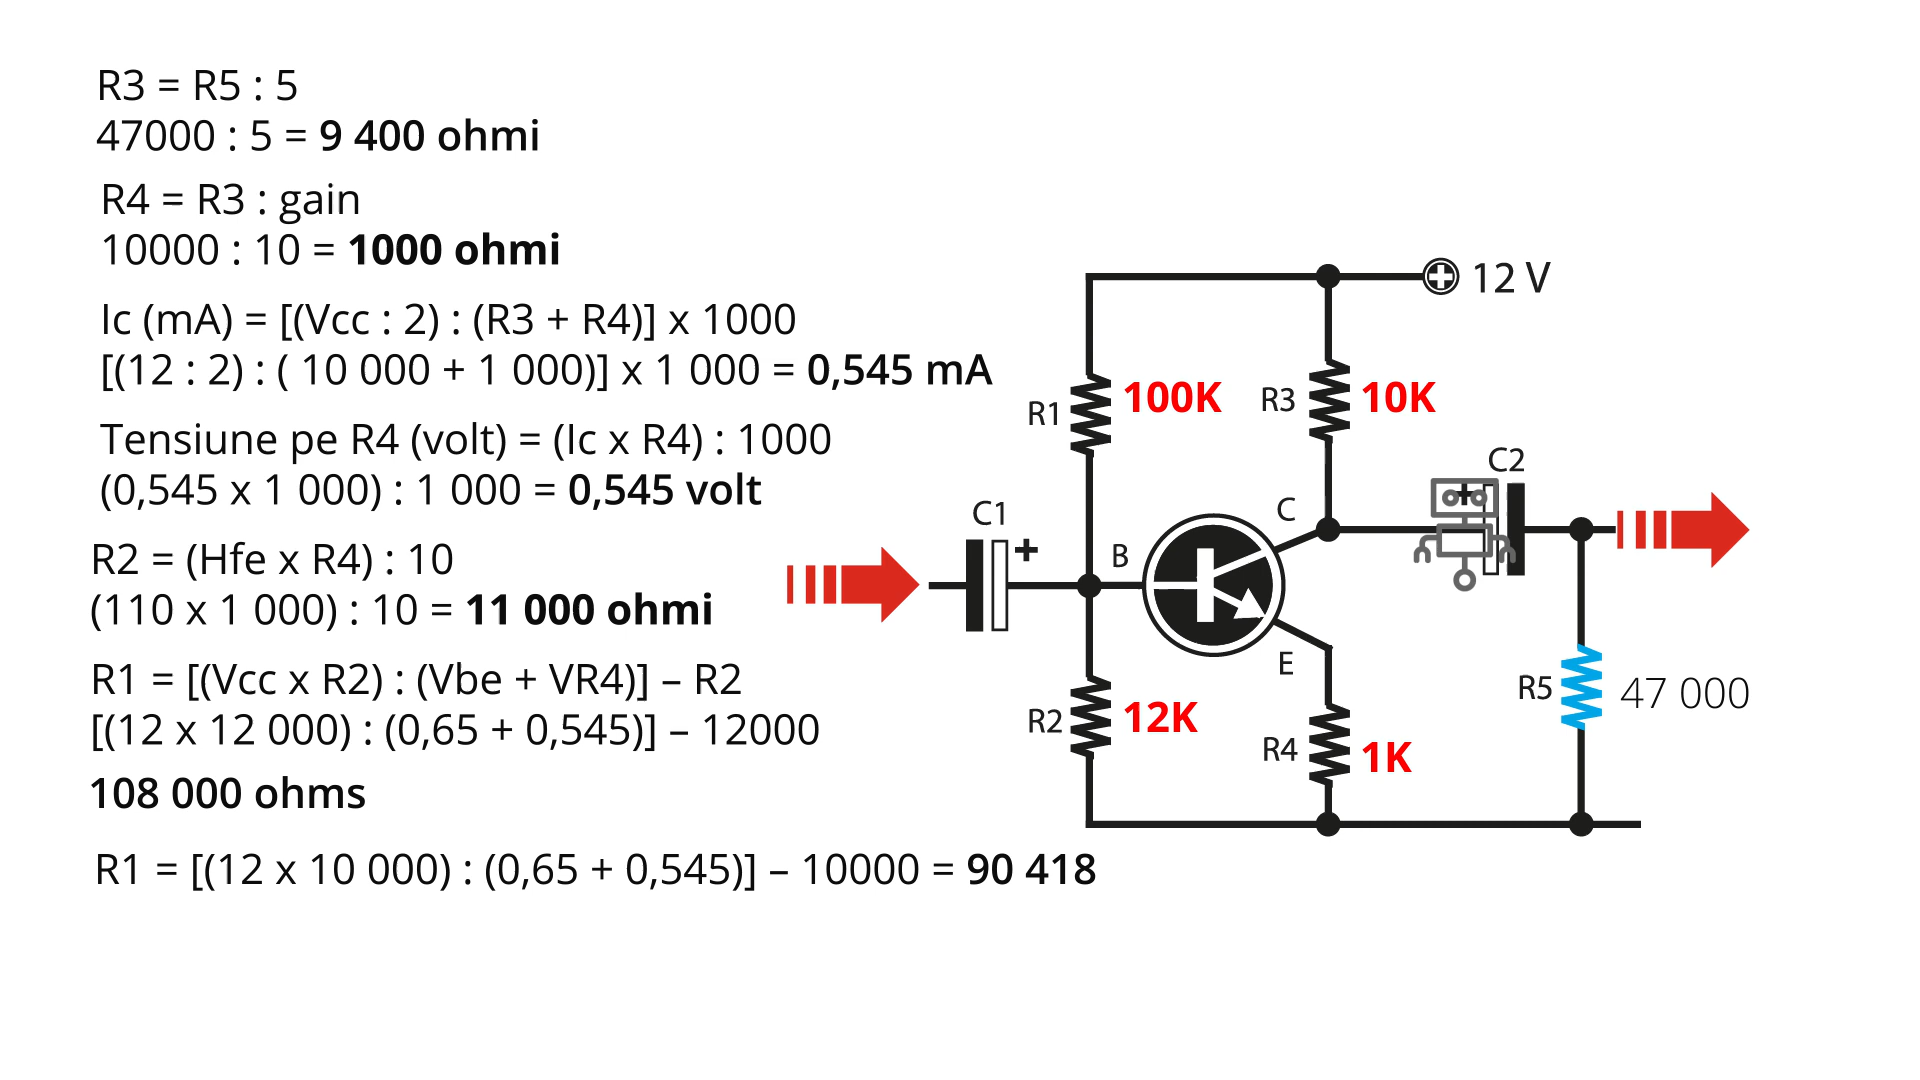 R3 = R5 : 5
47000 : 5 = 9 400 ohmi
R4 = R3 : gain
10000 : 10 = 1000 ohmi
Ic (mA) = [(Vcc : 2) : (R3 + R4)] x 1000
[(12 : 2) : ( 10 000 + 1 000)] x 1 000 = 0,545 mA
Tensiune pe R4 (volt) = (Ic x R4) : 1000
(0,545 x 1 000) : 1 000 = 0,545 volt
R2 = (Hfe x R4) : 10
(110 x 1 000) : 10 = 11 000 ohmi
R1 = [(Vcc x R2) : (Vbe + VR4)] – R2
[(12 x 12 000) : (0,65 + 0,545)] – 12000
108 000 ohms
R1 = [(12 x 10 000) : (0,65 + 0,545)] – 10000 = 90 418
12 V
R1 100K
R3 10K
C2
+
C1
+
B
C
E
R2 12K
R4 1K
R5 47 000